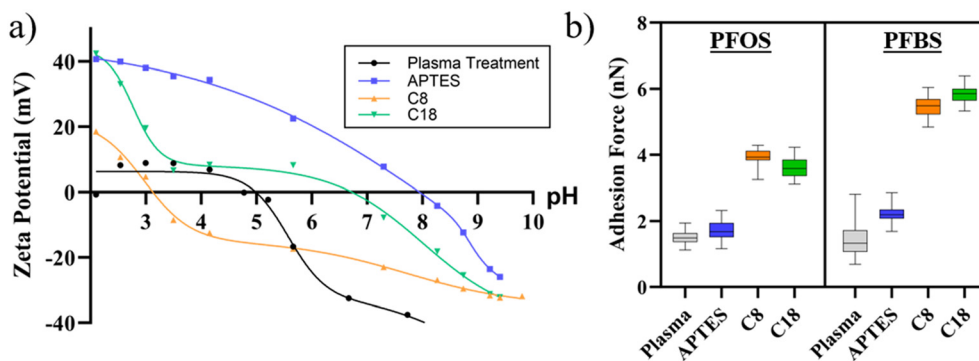 a)
Zeta Potential (mV)
40
20
0
-20
-40
3
4
5
6
7
8
9
10
pH
Plasma Treatment
APTES
C8
C18
b)
Adhesion Force (nN)
8
6
4
2
0
PFOS
PFBS
Plasma
APTES
C8
C18
Plasma
APTES
C8
C18